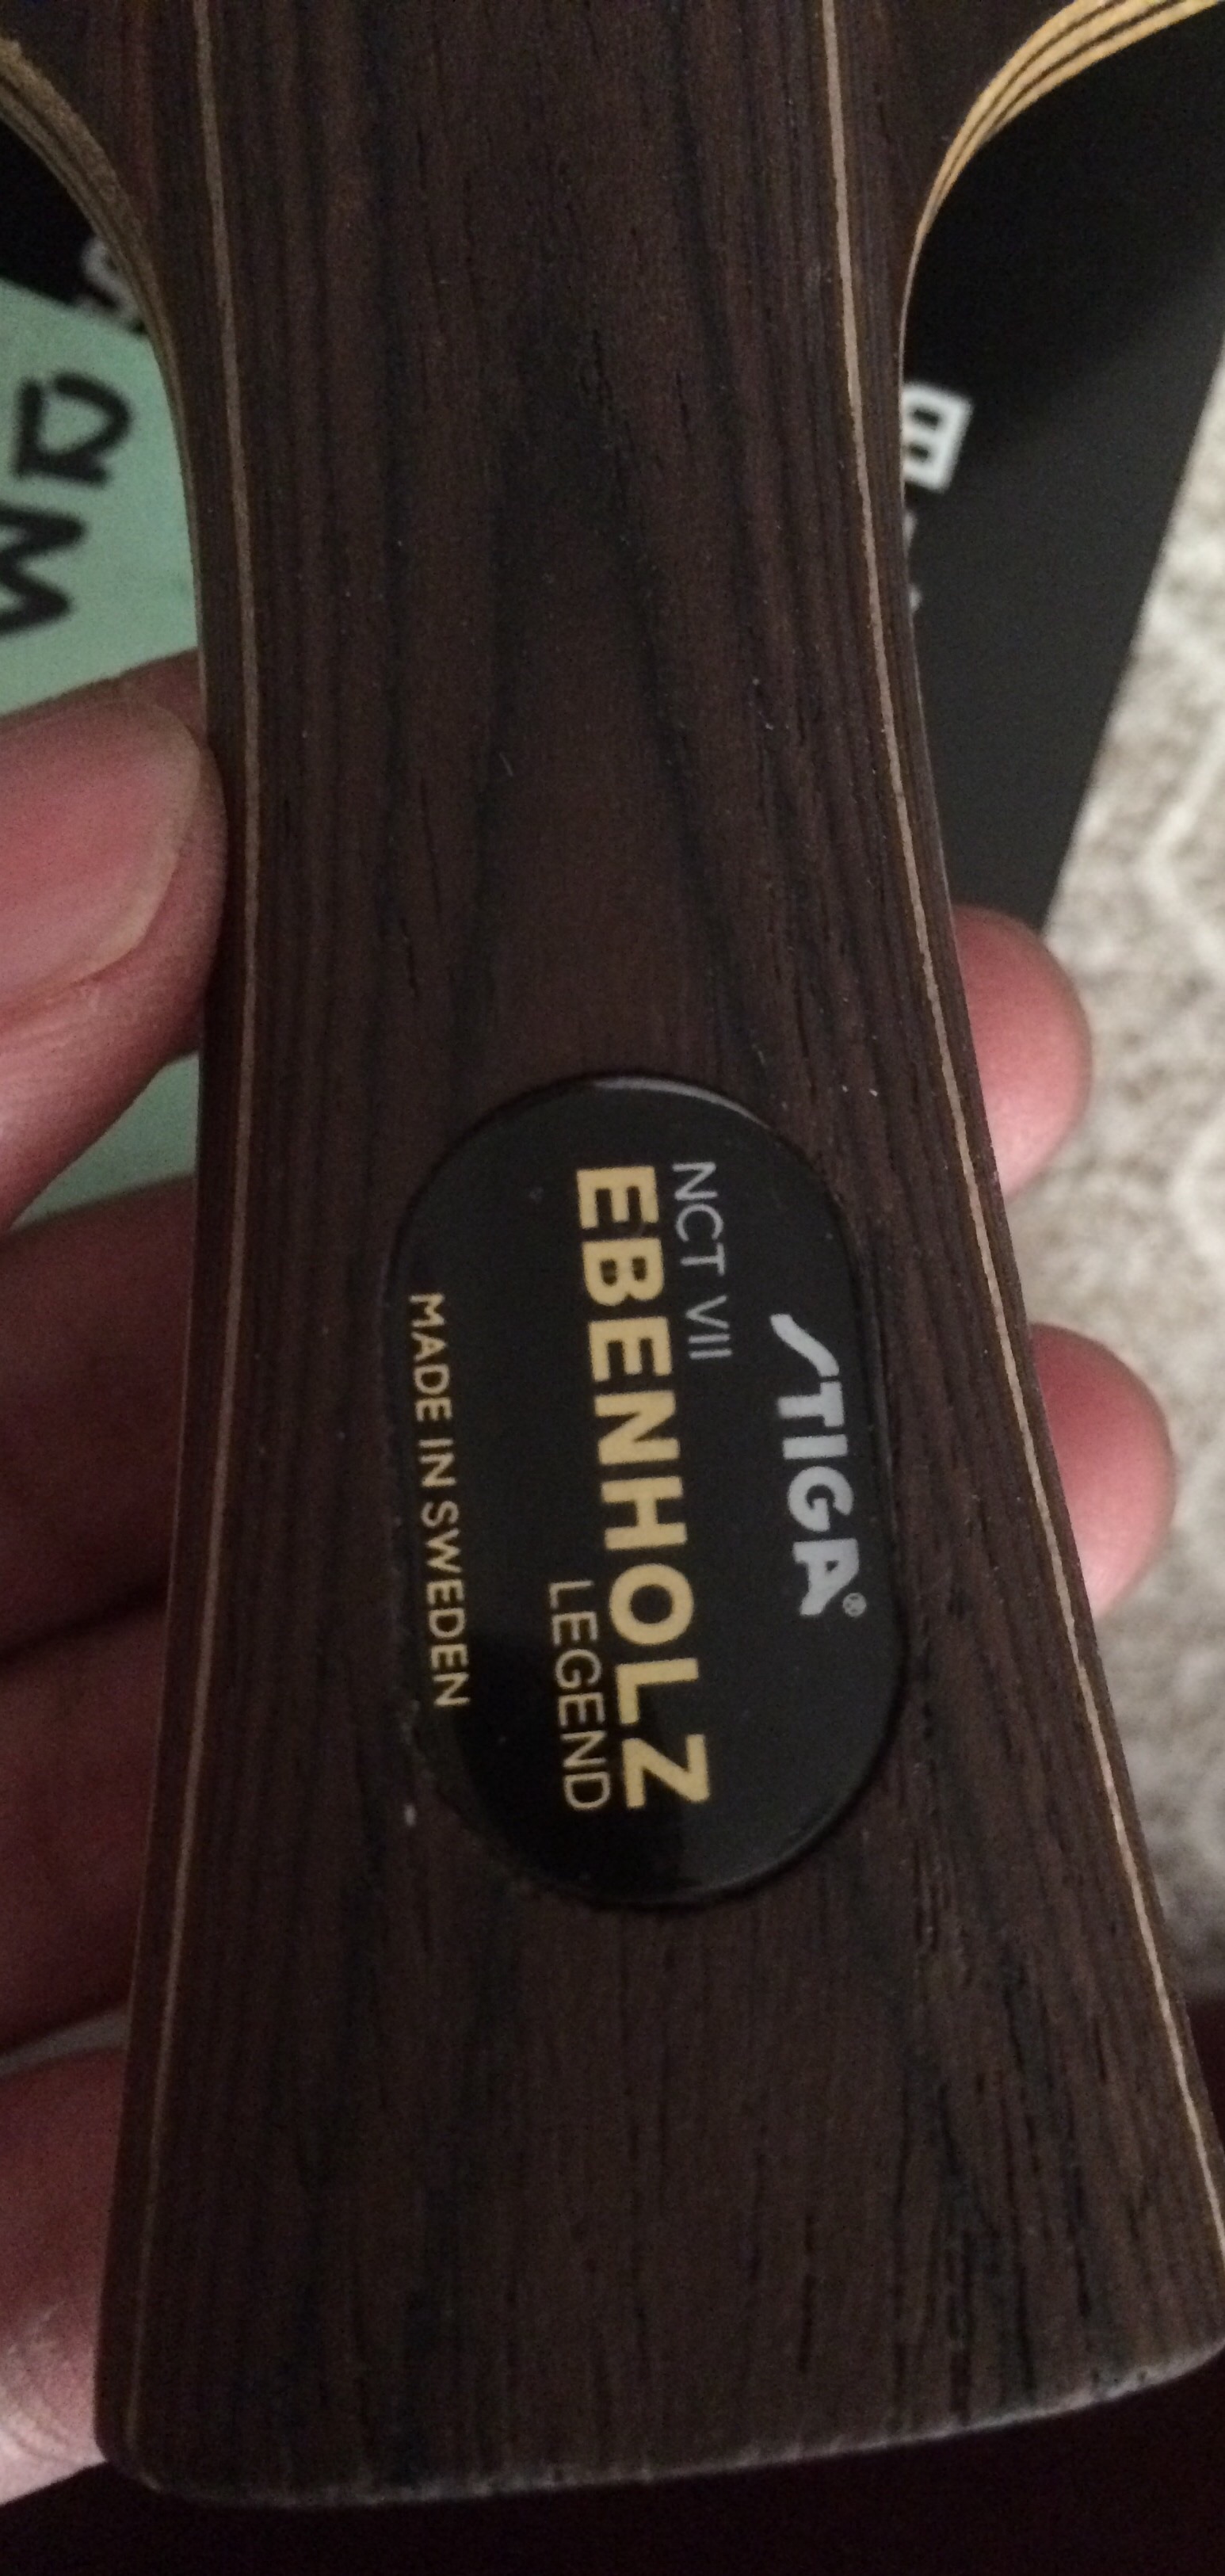 STIGA®
NCT VII
EBENHOLZ
LEGEND
MADE IN SWEDEN